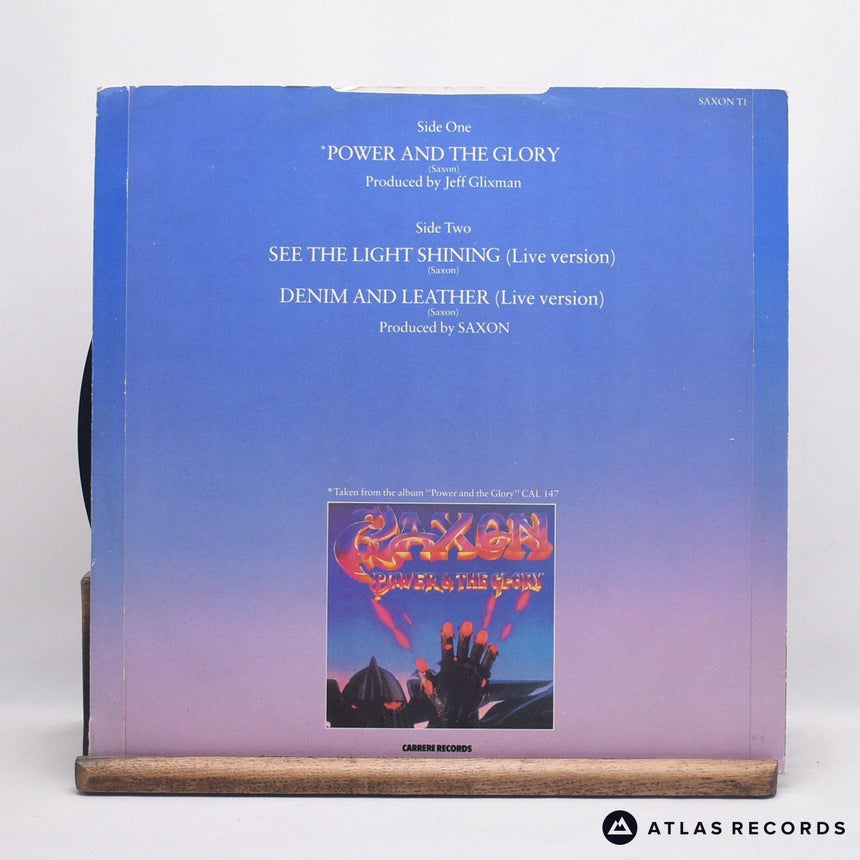 SAXON T1
Side One
*POWER AND THE GLORY
(Saxon)
Produced by Jeff Glixman
Side Two
SEE THE LIGHT SHINING (Live version)
(Saxon)
DENIM AND LEATHER (Live version)
(Saxon)
Produced by SAXON
*Taken from the album "Power and the Glory" CAL 147
SAXON
POWER & THE GLORY
CARRERE RECORDS
ATLAS RECORDS